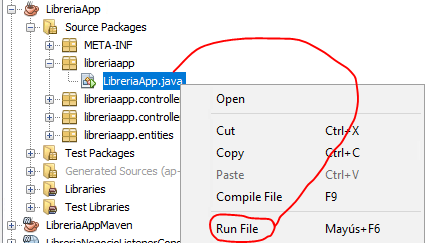 LibreriaApp
Source Packages
META-INF
libreriaapp
LibreriaApp.java
libreriaapp.controlle
libreriaapp.controlle
libreriaapp.entities
Test Packages
Generated Sources (ap-
Libraries
Test Libraries
LibreriaAppMaven
LibreriaNegocioListenerCons
Open
Cut Ctrl+X
Copy Ctrl+C
Paste Ctrl+V
Compile File F9
Run File Mayús+F6